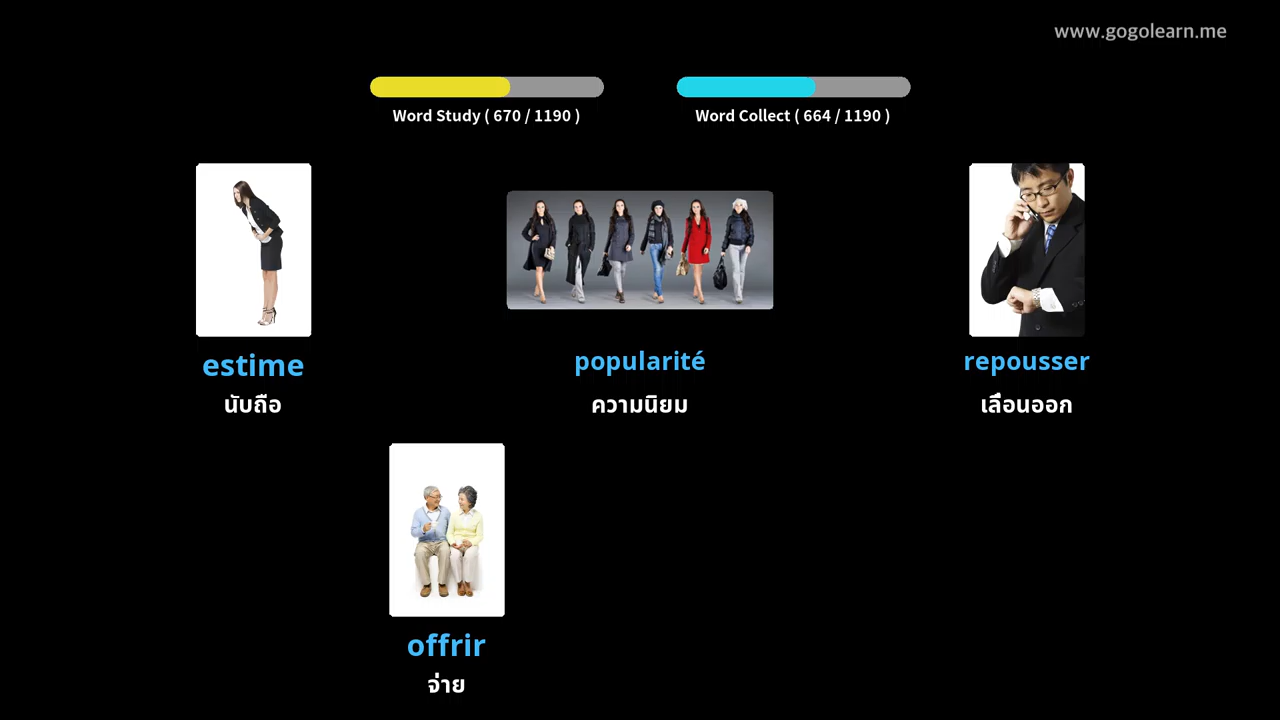 www.gogolearn.me
Word Study ( 670 / 1190 )
Word Collect ( 664 / 1190 )
estime
popularité
repousser
นับถือ
ความนิยม
เลื่อนออก
offrir
จ่าย